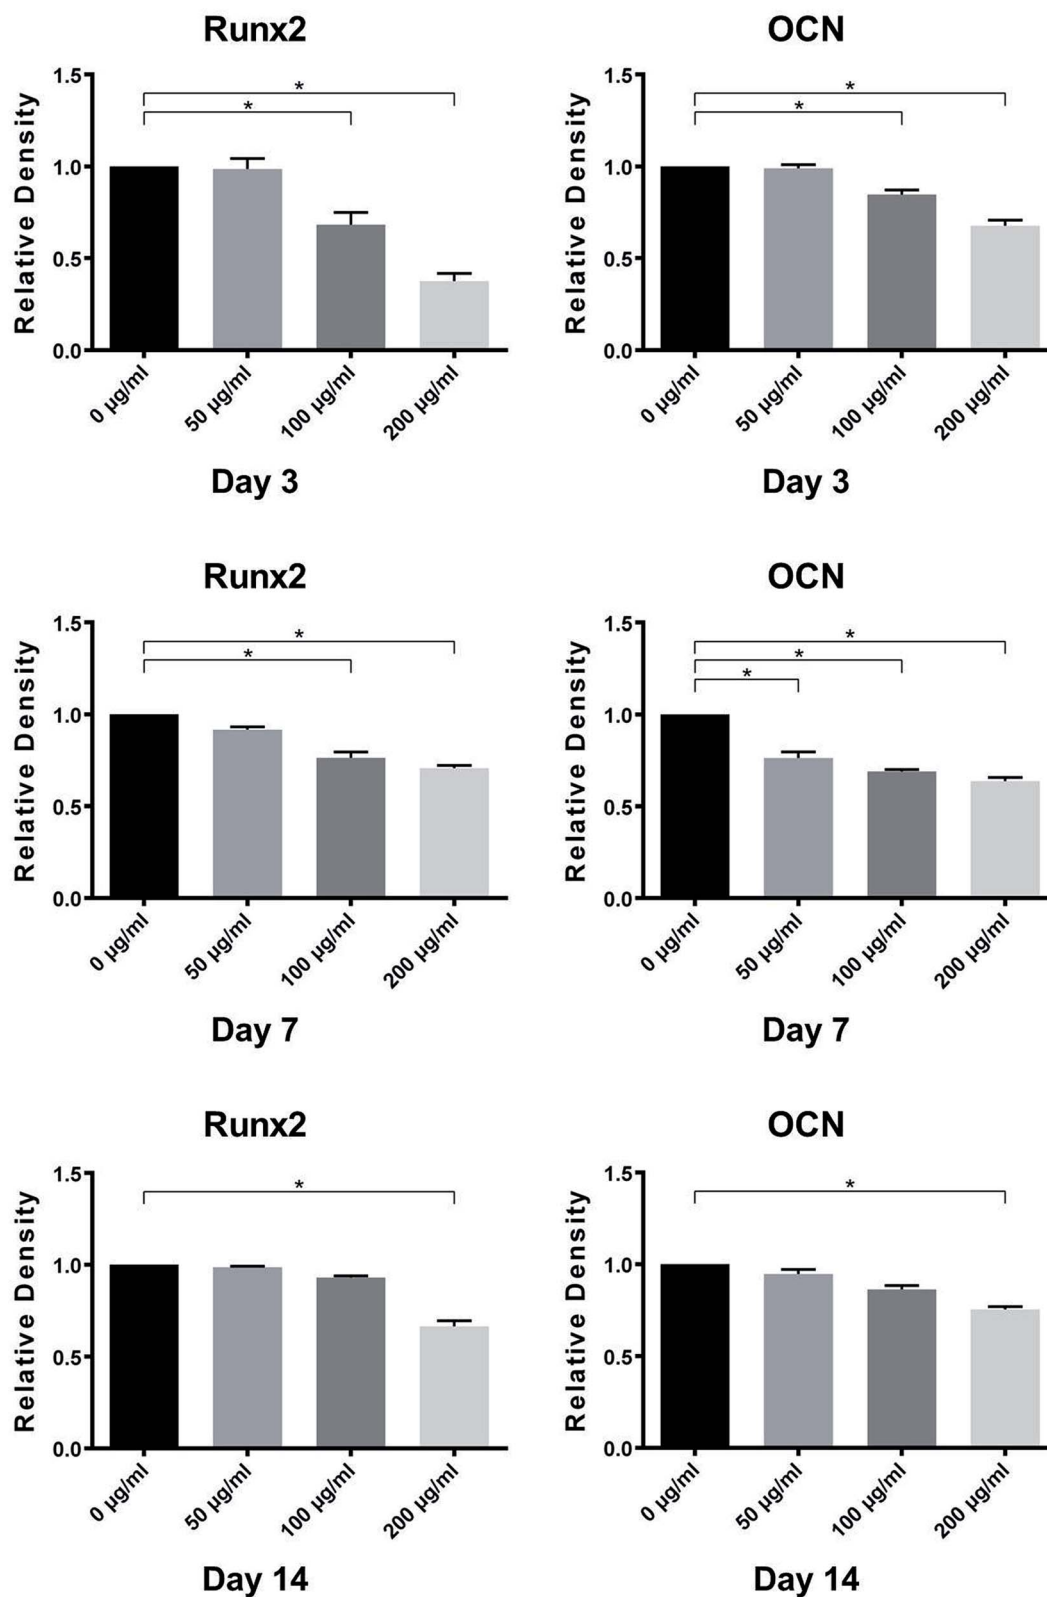 Runx2
*
*
1.5
1.0
0.5
0.0
Relative Density
0 µg/ml
50 µg/ml
100 µg/ml
200 µg/ml
Day 3
OCN
*
*
1.5
1.0
0.5
0.0
Relative Density
0 µg/ml
50 µg/ml
100 µg/ml
200 µg/ml
Day 3
Runx2
*
*
1.5
1.0
0.5
0.0
Relative Density
0 µg/ml
50 µg/ml
100 µg/ml
200 µg/ml
Day 7
OCN
*
*
*
1.5
1.0
0.5
0.0
Relative Density
0 µg/ml
50 µg/ml
100 µg/ml
200 µg/ml
Day 7
Runx2
*
1.5
1.0
0.5
0.0
Relative Density
0 µg/ml
50 µg/ml
100 µg/ml
200 µg/ml
Day 14
OCN
*
1.5
1.0
0.5
0.0
Relative Density
0 µg/ml
50 µg/ml
100 µg/ml
200 µg/ml
Day 14